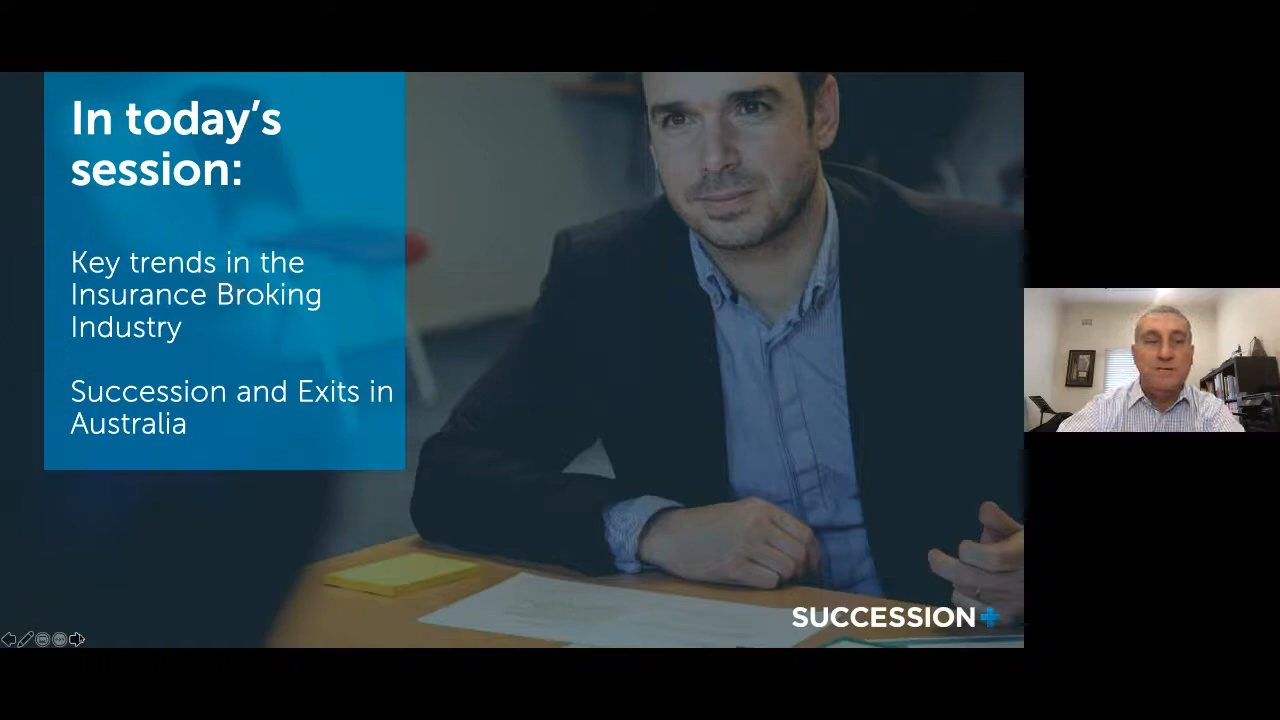 In today's
session:
Key trends in the
Insurance Broking
Industry
Succession and Exits in
Australia
SUCCESSION+